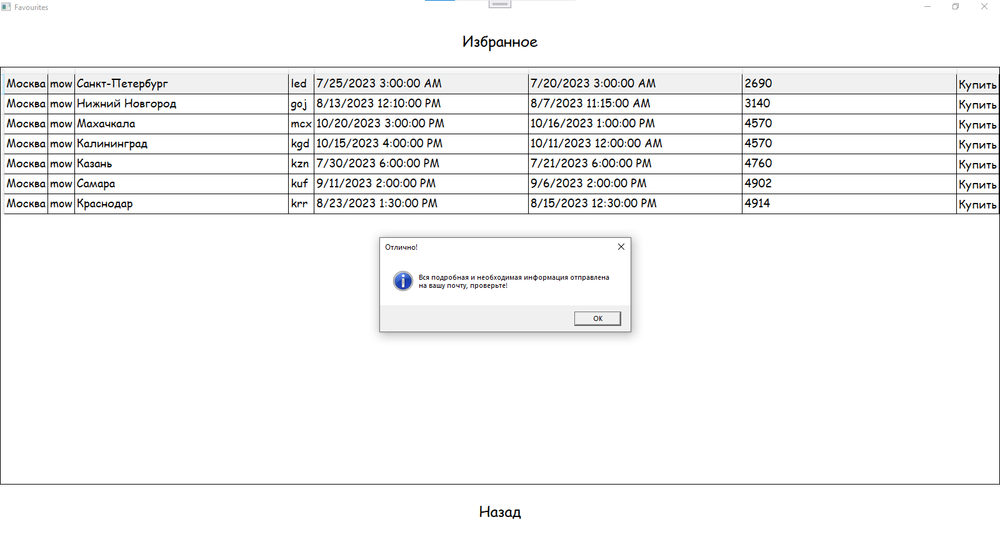 Favourites
Избранное
Москва mow Санкт-Петербург led 7/25/2023 3:00:00 AM 7/20/2023 3:00:00 AM 2690 Купить
Москва mow Нижний Новгород goj 8/13/2023 12:10:00 PM 8/7/2023 11:15:00 AM 3140 Купить
Москва mow Махачкала mcx 10/20/2023 3:00:00 PM 10/16/2023 1:00:00 PM 4570 Купить
Москва mow Калининград kgd 10/15/2023 4:00:00 PM 10/11/2023 12:00:00 AM 4570 Купить
Москва mow Казань kzn 7/30/2023 6:00:00 PM 7/21/2023 6:00:00 PM 4760 Купить
Москва mow Самара kuf 9/11/2023 2:00:00 PM 9/6/2023 2:00:00 PM 4902 Купить
Москва mow Краснодар krr 8/23/2023 1:30:00 PM 8/15/2023 12:30:00 PM 4914 Купить
Отлично!
Вся подробная и необходимая информация отправлена
на вашу почту, проверьте!
OK
Назад